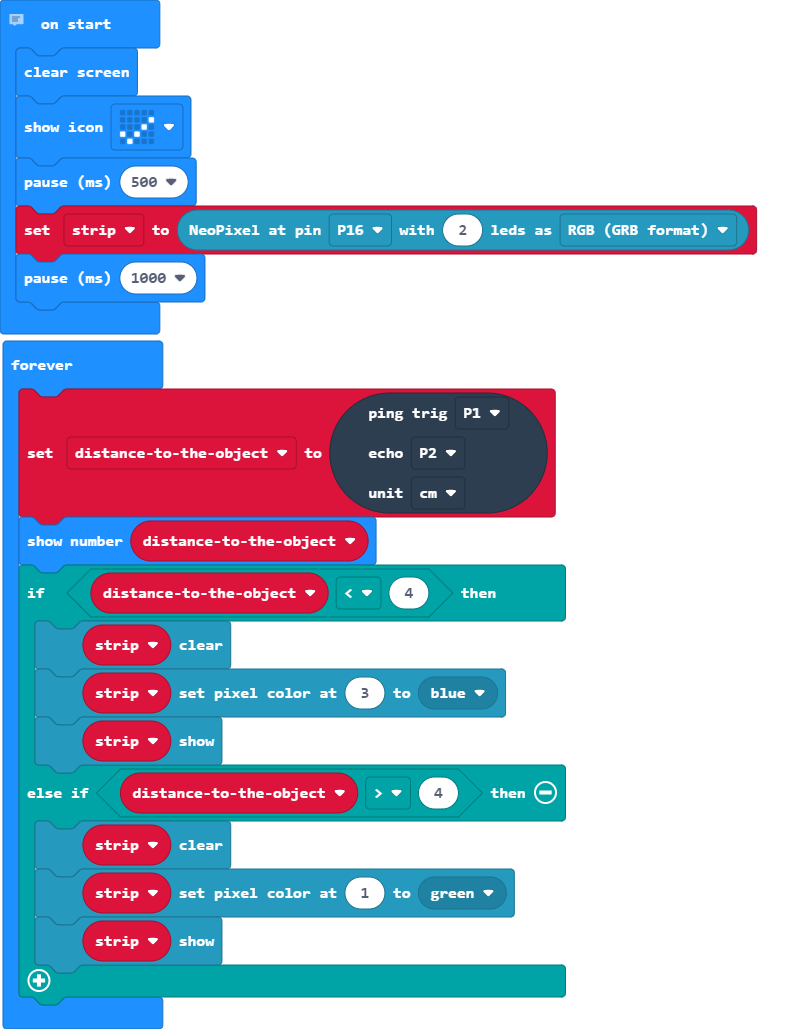 on start
clear screen
show icon
pause (ms) 500
set strip to NeoPixel at pin P16 with 2 leds as RGB (GRB format)
pause (ms) 1000
forever
ping trig P1
set distance-to-the-object to echo P2
unit cm
show number distance-to-the-object
if distance-to-the-object < 4 then
strip clear
strip set pixel color at 3 to blue
strip show
else if distance-to-the-object > 4 then
strip clear
strip set pixel color at 1 to green
strip show